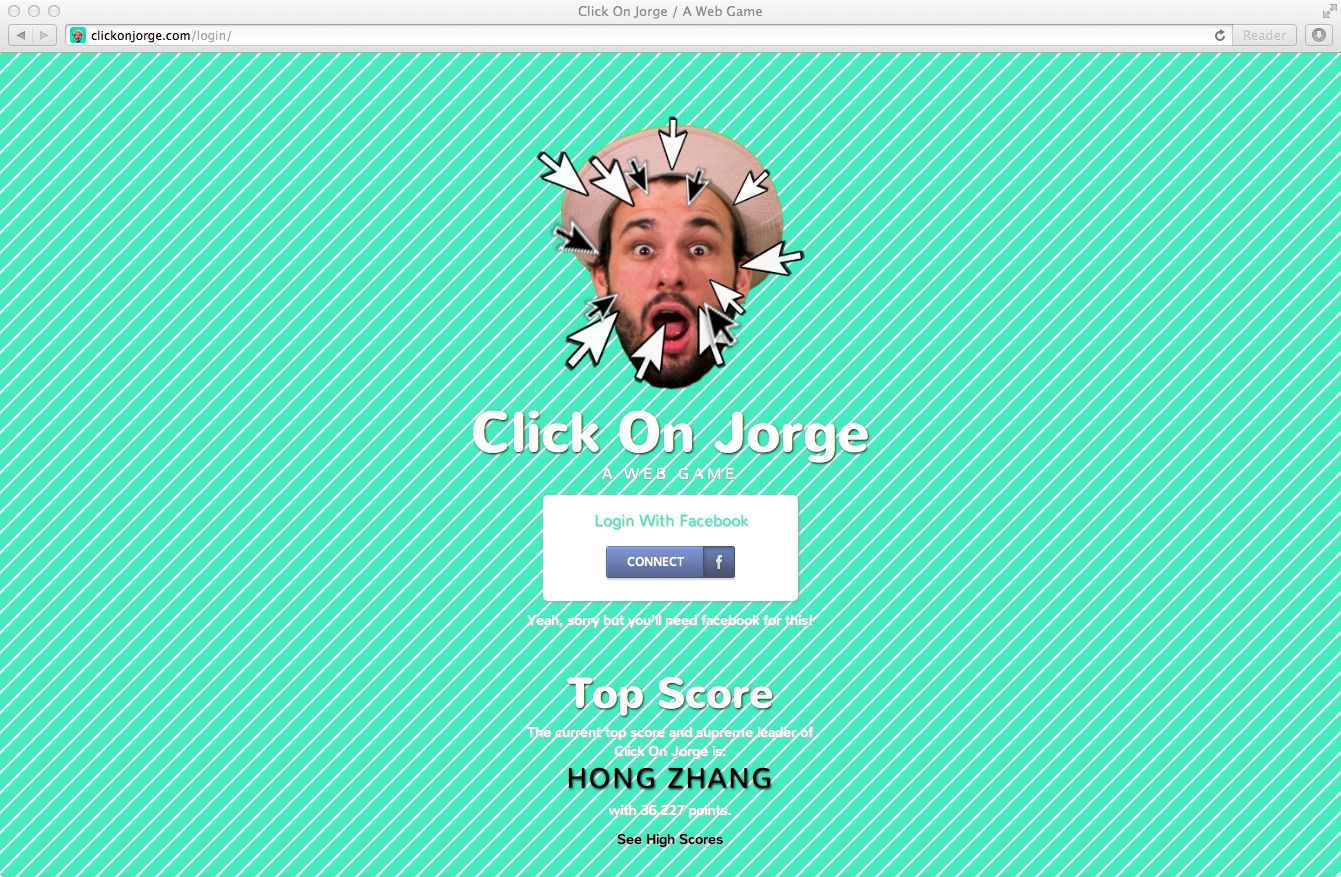 Click On Jorge / A Web Game
clickonjorge.com/login/
Reader
Click On Jorge
A WEB GAME
Login With Facebook
CONNECT f
Yeah, sorry but you'll need facebook for this!
Top Score
The current top score and supreme leader of
Click On Jorge is:
HONG ZHANG
with 36,227 points.
See High Scores